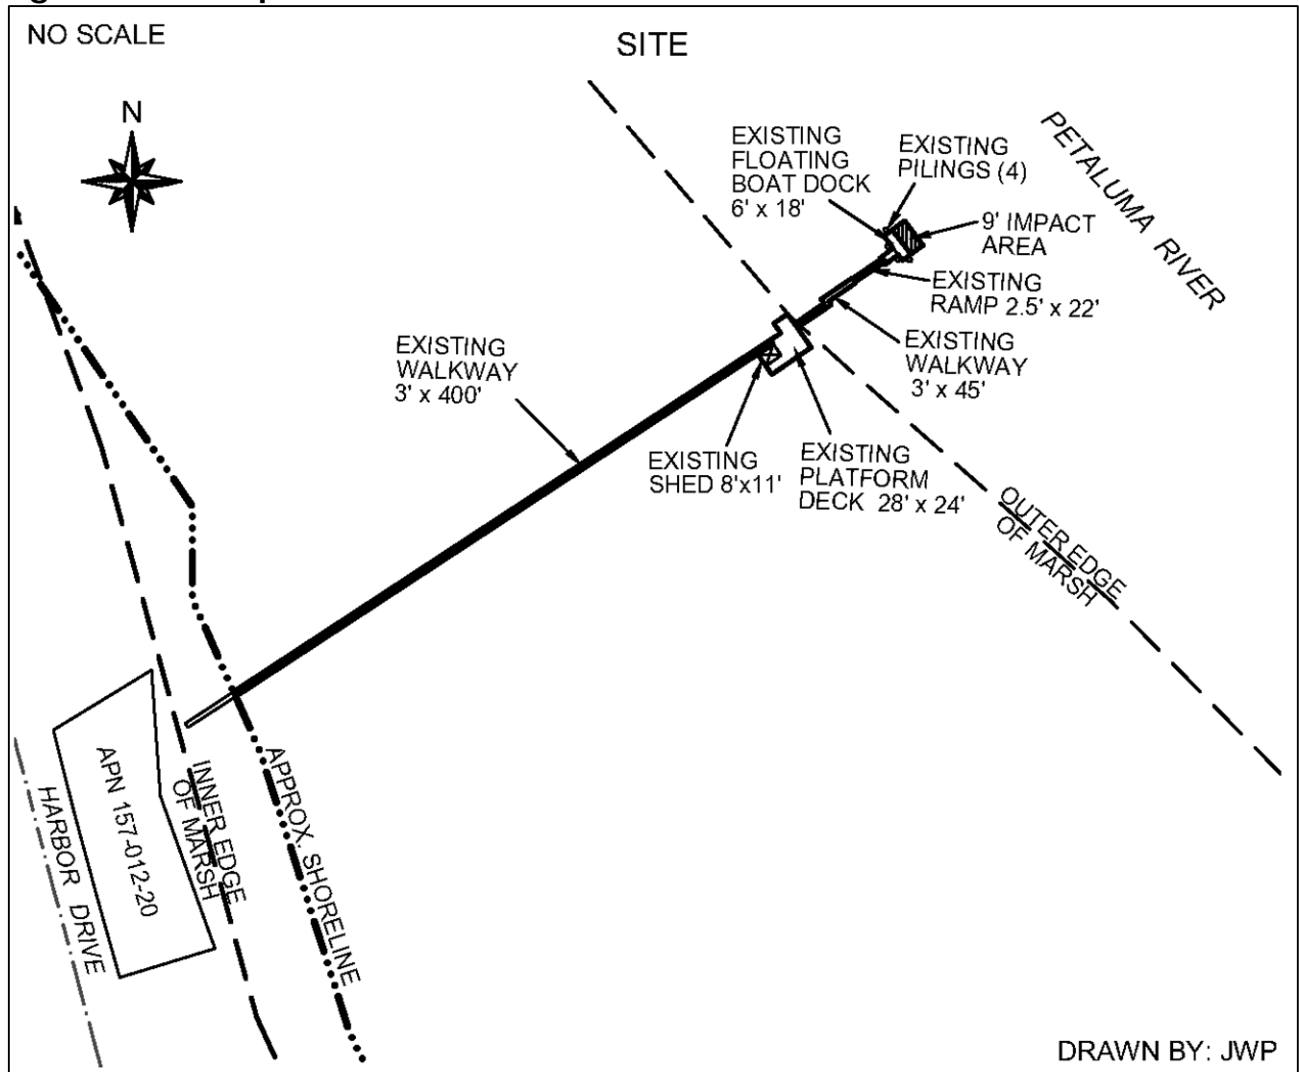 NO SCALE
SITE
N
EXISTING
FLOATING
BOAT DOCK
6' x 18'
EXISTING
PILINGS (4)
PETALUMA RIVER
9' IMPACT
AREA
EXISTING
RAMP 2.5' x 22'
EXISTING
WALKWAY
3' x 400'
EXISTING
WALKWAY
3' x 45'
EXISTING
SHED 8'x11'
EXISTING
PLATFORM
DECK 28' x 24'
OUTER EDGE
OF MARSH
APN 157-012-20
HARBOR DRIVE
INNER EDGE
OF MARSH
APPROX. SHORELINE
DRAWN BY: JWP